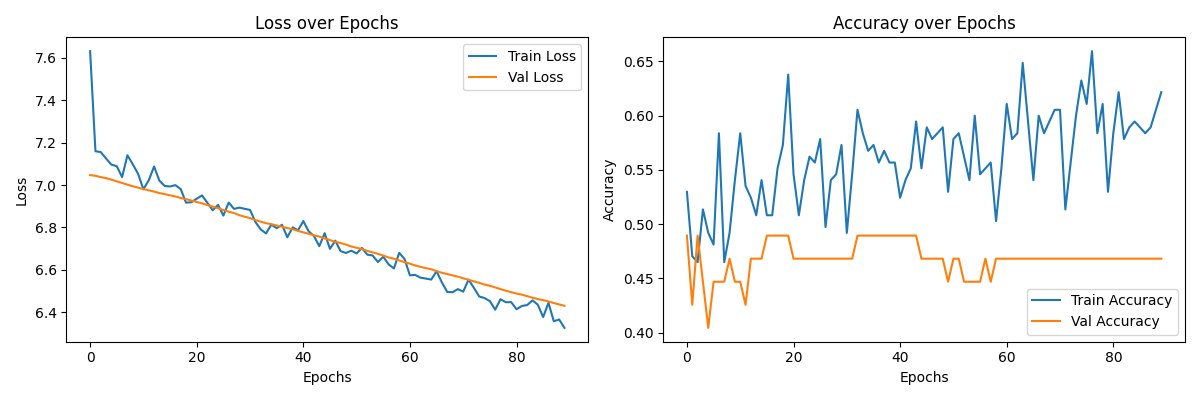 Loss over Epochs
7.6
7.4
7.2
7.0
6.8
6.6
6.4
Loss
Train Loss
Val Loss
0
20
40
60
80
Epochs
Accuracy over Epochs
0.65
0.60
0.55
0.50
0.45
0.40
Accuracy
Train Accuracy
Val Accuracy
0
20
40
60
80
Epochs